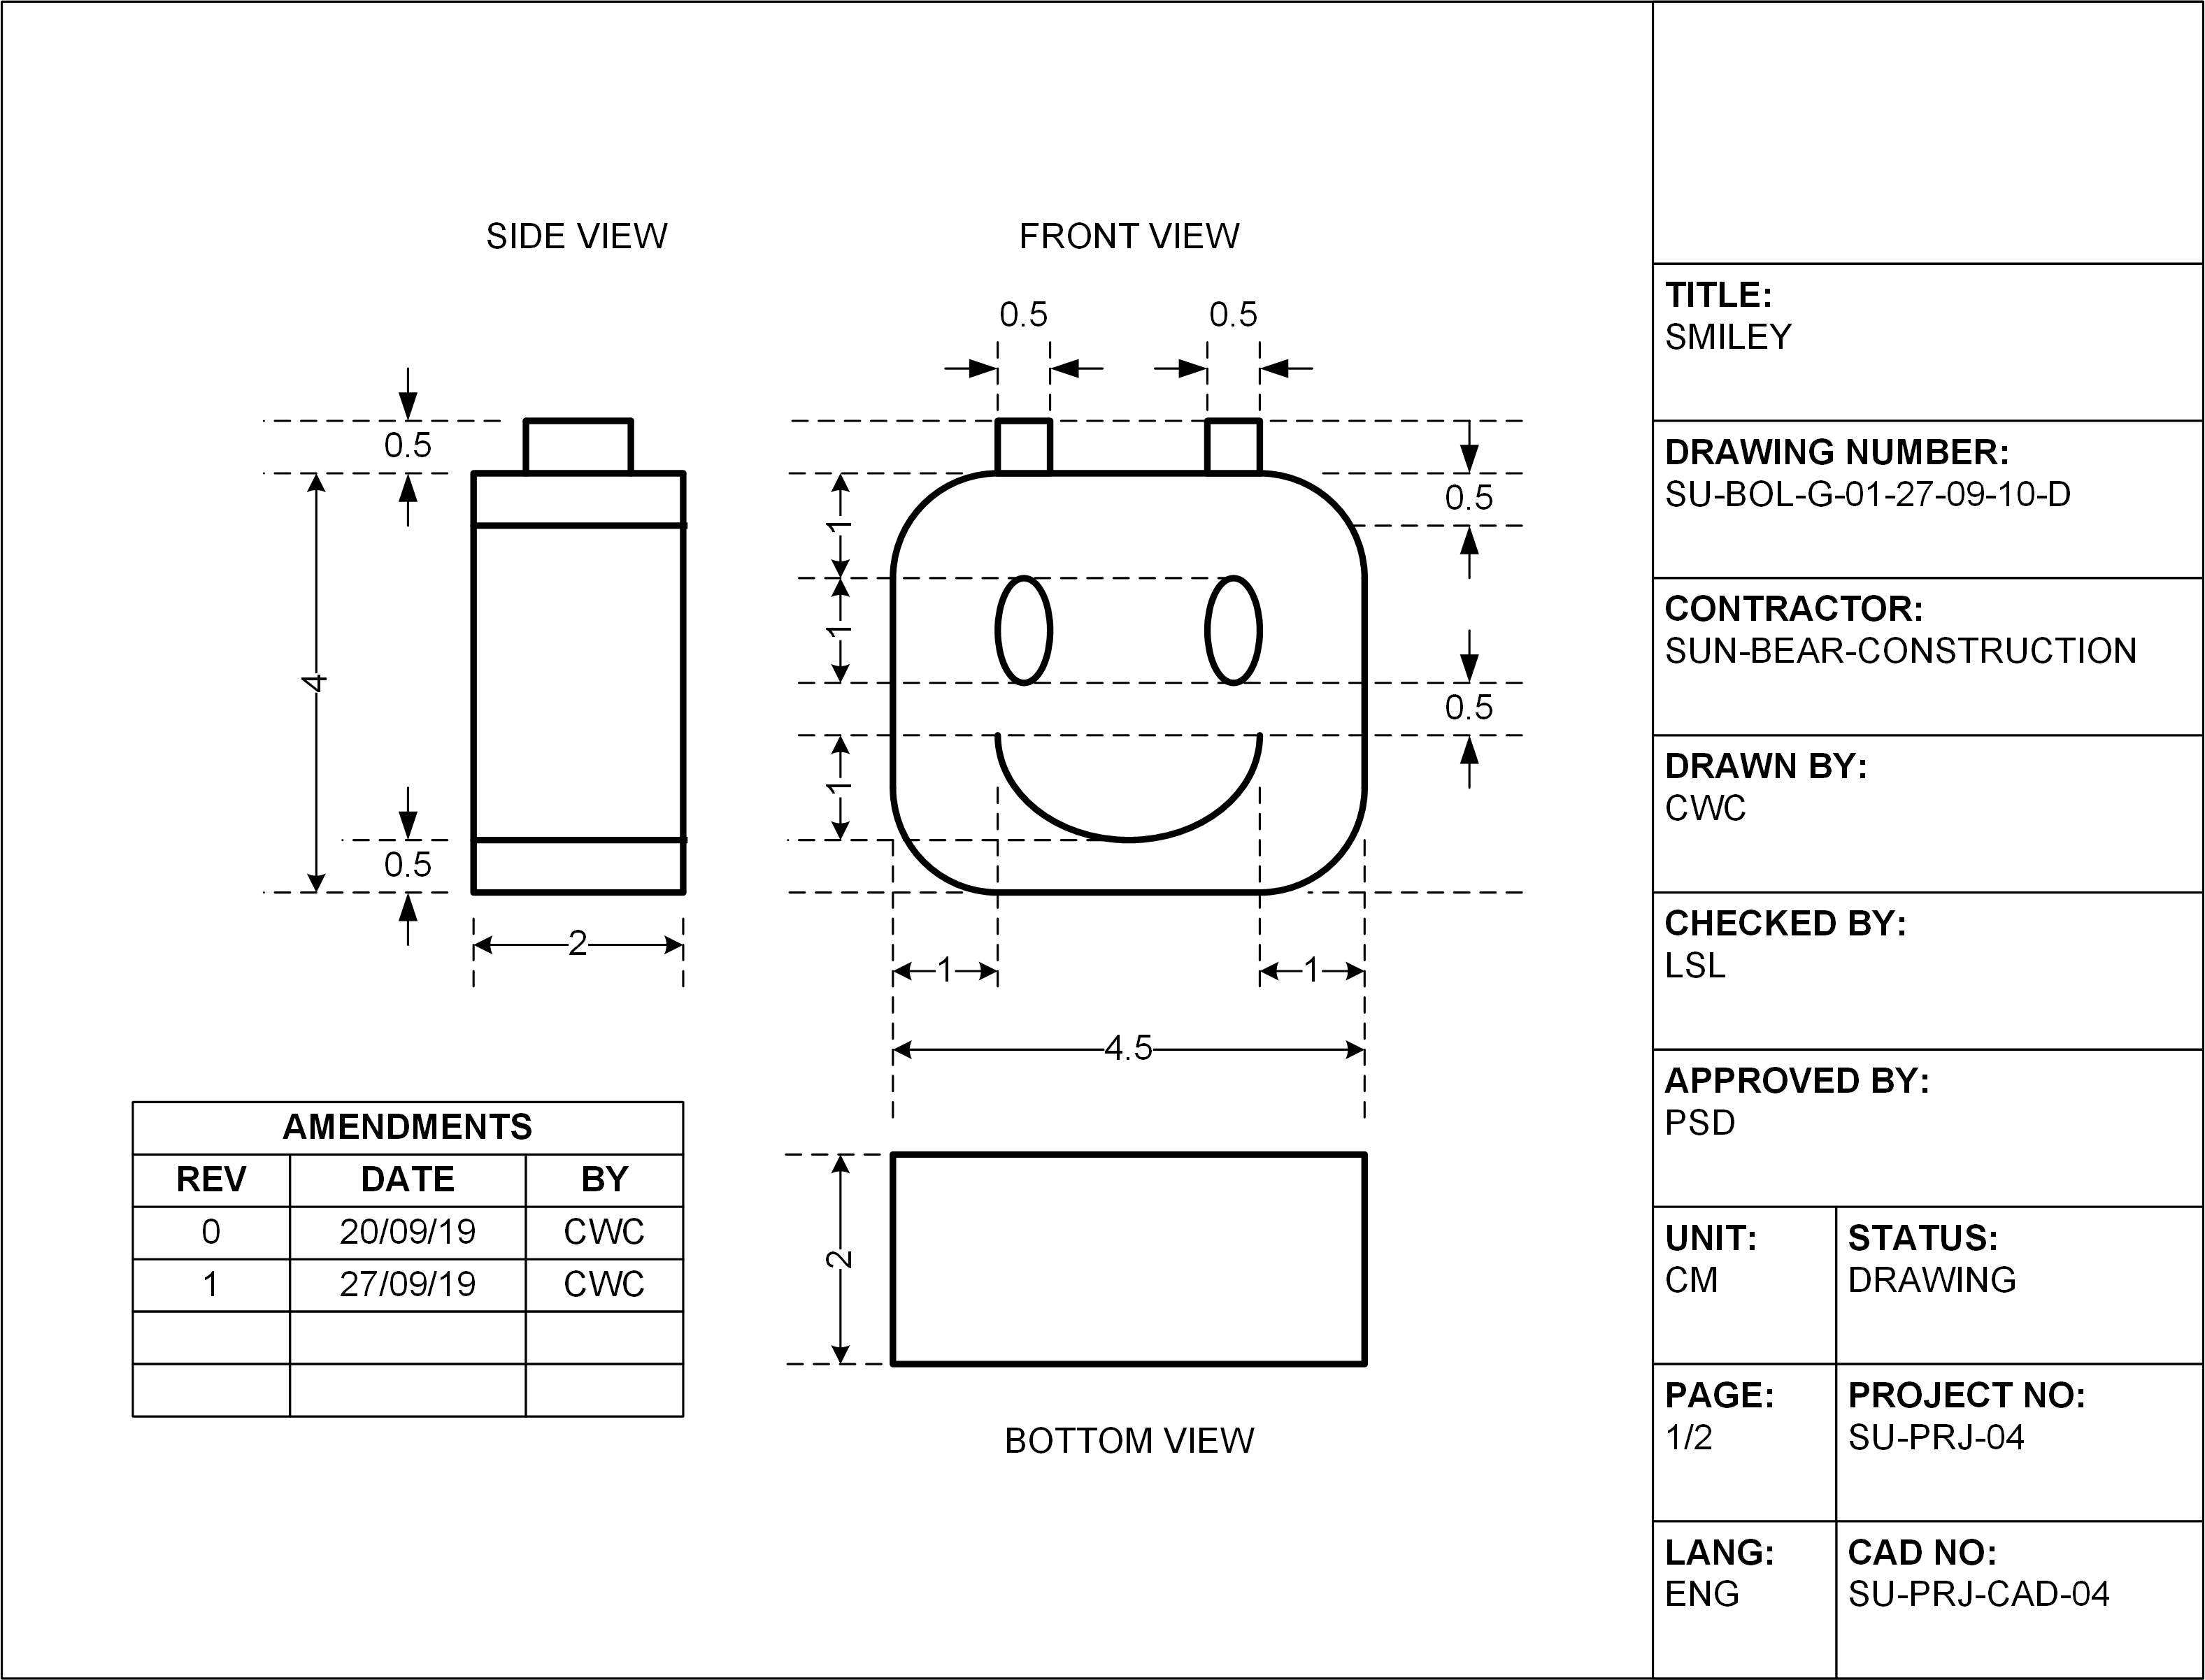 SIDE VIEW
FRONT VIEW
0.5
0.5
0.5
4
0.5
2
1
1
1
0.5
0.5
1
1
4.5
2
BOTTOM VIEW
AMENDMENTS
REV DATE BY
0 20/09/19 CWC
1 27/09/19 CWC
TITLE:
SMILEY
DRAWING NUMBER:
SU-BOL-G-01-27-09-10-D
CONTRACTOR:
SUN-BEAR-CONSTRUCTION
DRAWN BY:
CWC
CHECKED BY:
LSL
APPROVED BY:
PSD
UNIT:
CM
STATUS:
DRAWING
PAGE:
1/2
PROJECT NO:
SU-PRJ-04
LANG:
ENG
CAD NO:
SU-PRJ-CAD-04